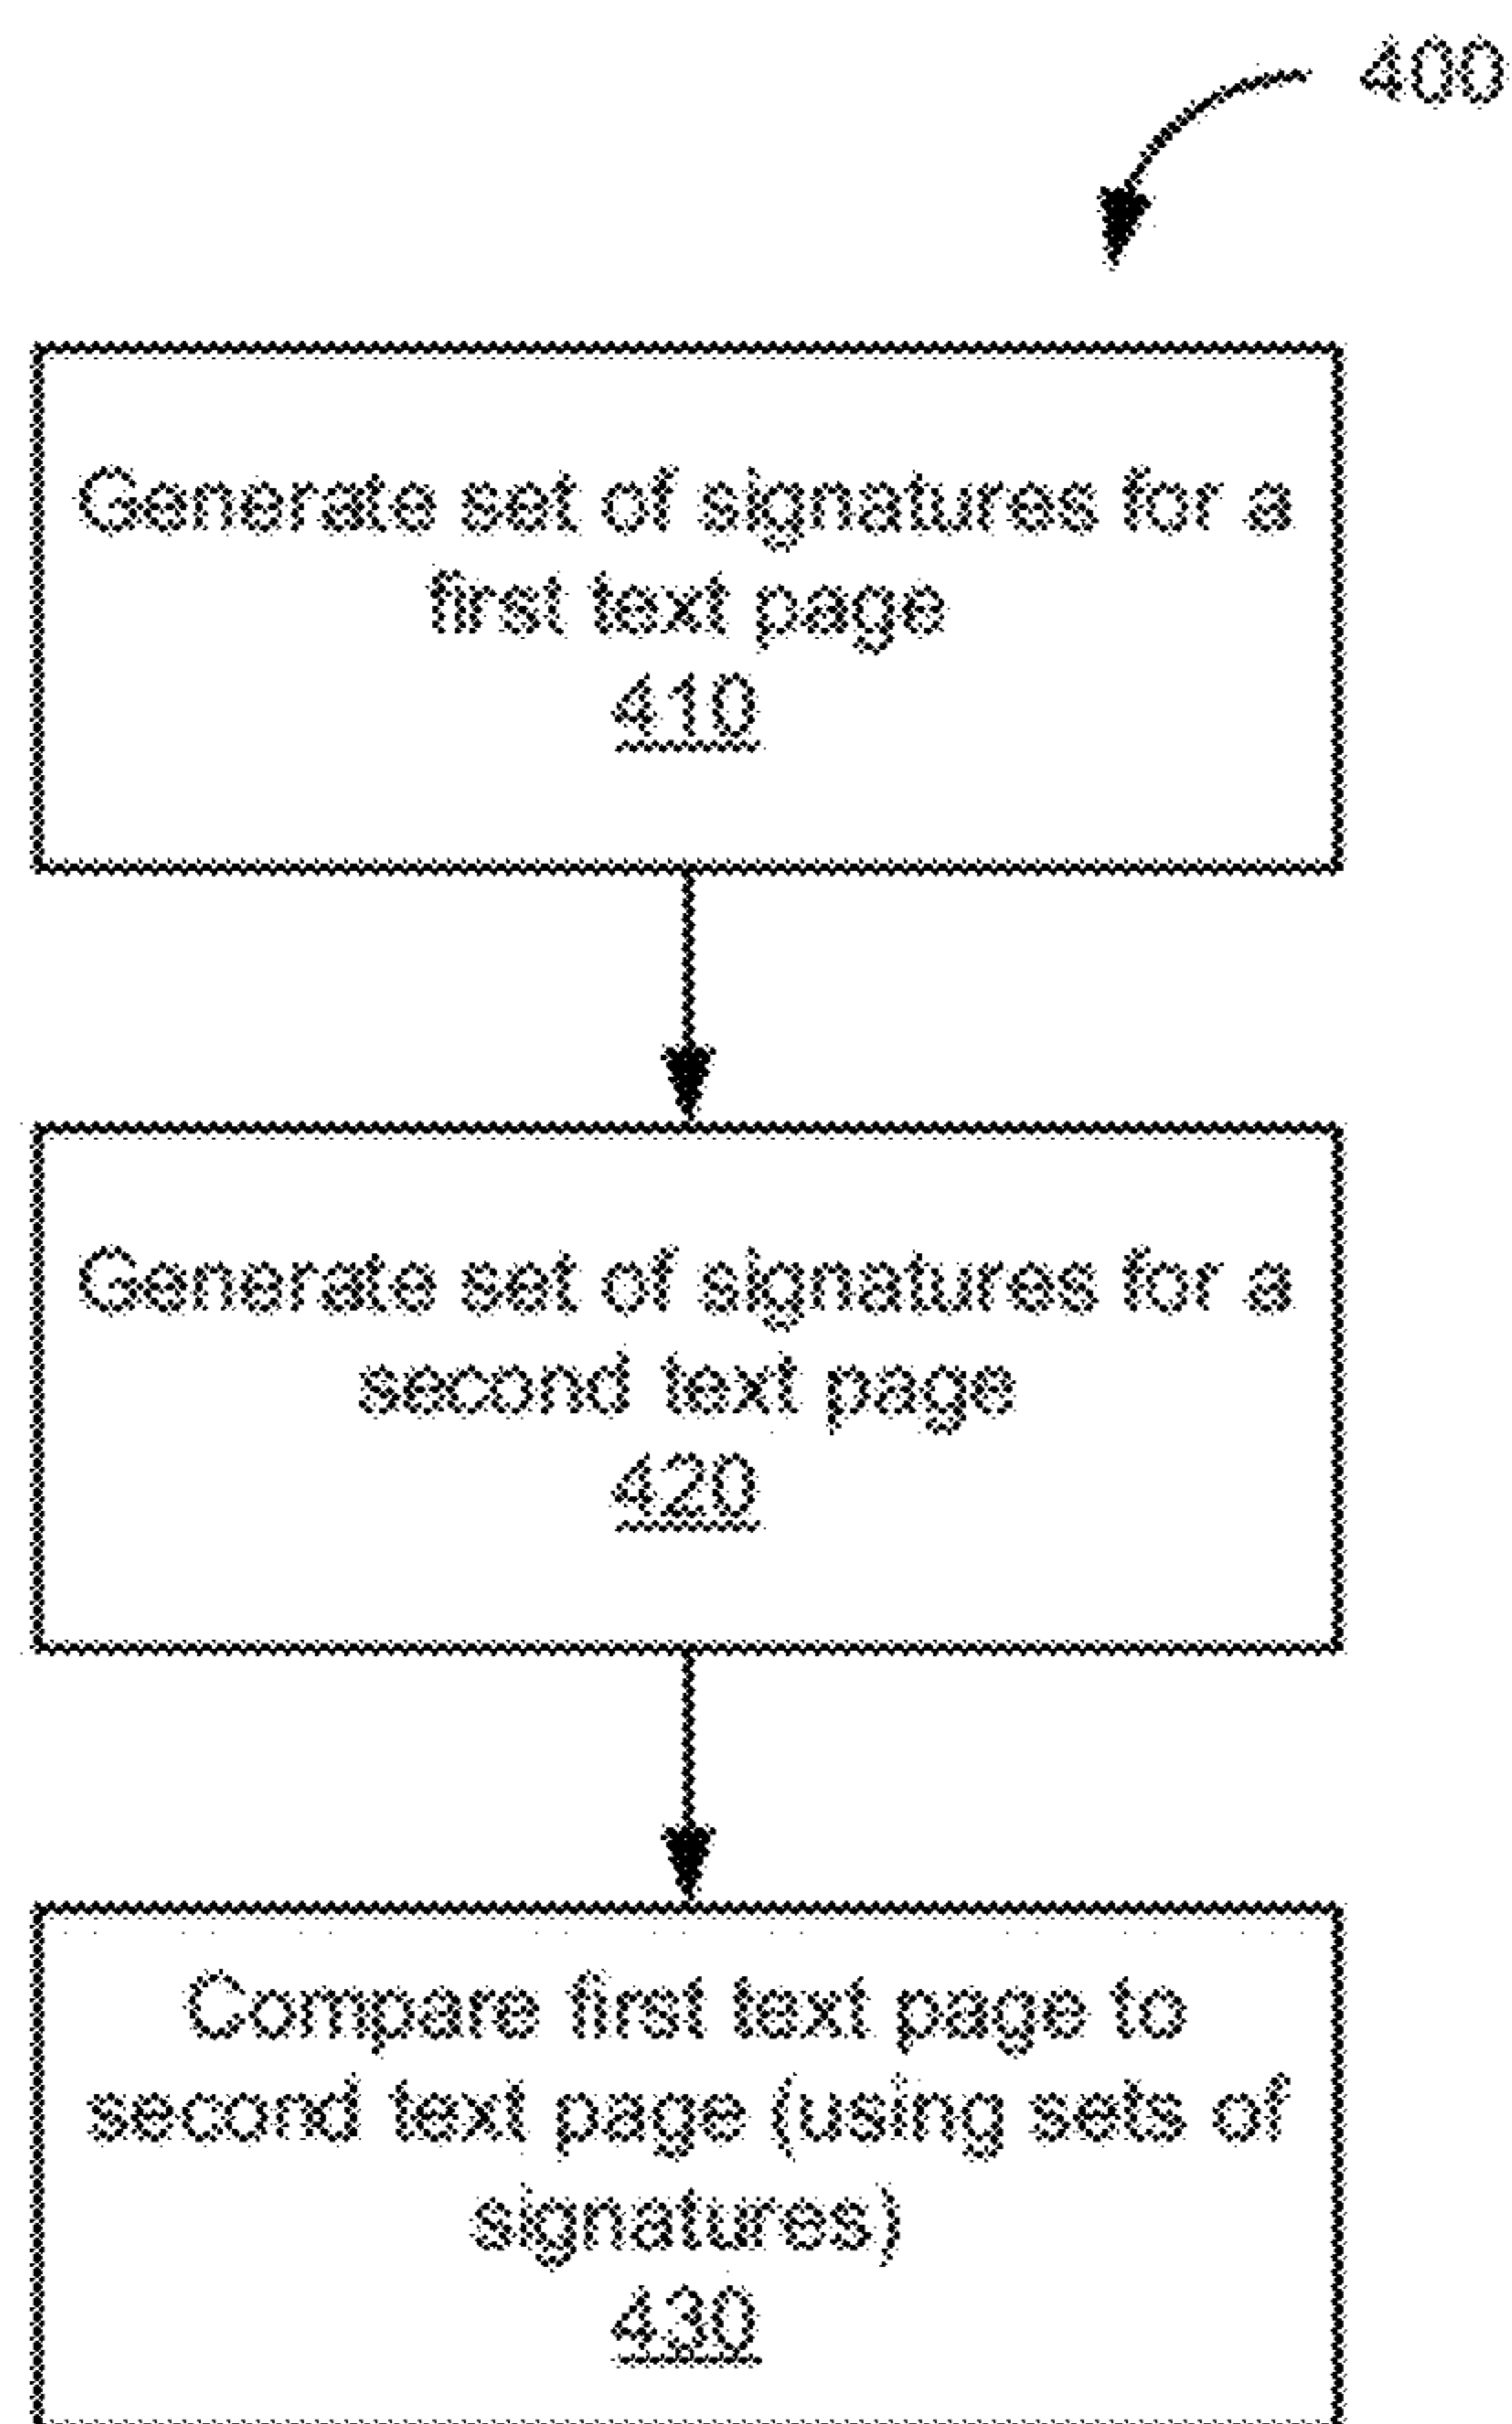 400
Generate set of signatures for a
first text page
410
Generate set of signatures for a
second text page
420
Compare first text page to
second text page (using sets of
signatures)
430